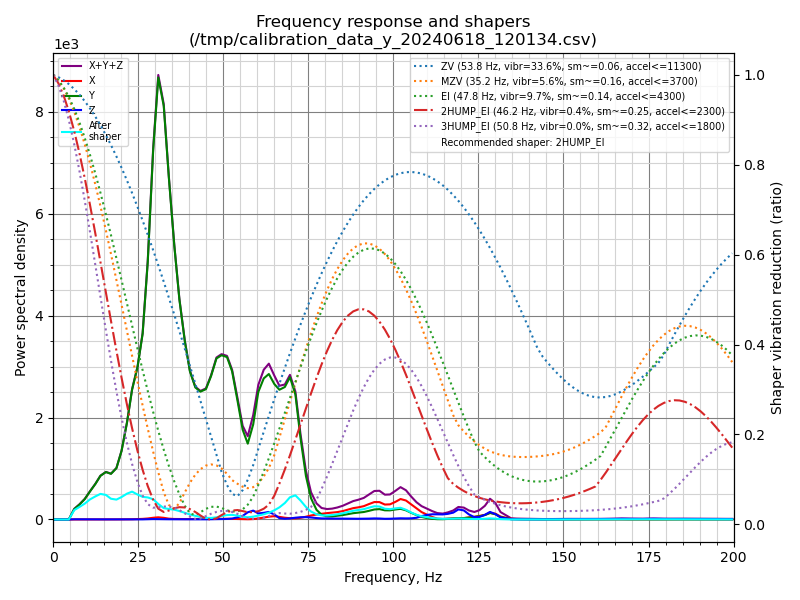 Frequency response and shapers
(/tmp/calibration_data_y_20240618_120134.csv)
1e3
X+Y+Z
X
Y
Z
After
shaper
ZV (53.8 Hz, vibr=33.6%, sm~=0.06, accel<=11300)
MZV (35.2 Hz, vibr=5.6%, sm~=0.16, accel<=3700)
EI (47.8 Hz, vibr=9.7%, sm~=0.14, accel<=4300)
2HUMP_EI (46.2 Hz, vibr=0.4%, sm~=0.25, accel<=2300)
3HUMP_EI (50.8 Hz, vibr=0.0%, sm~=0.32, accel<=1800)
Recommended shaper: 2HUMP_EI
Power spectral density
8
6
4
2
0
1.0
0.8
0.6
0.4
0.2
0.0
Shaper vibration reduction (ratio)
0 25 50 75 100 125 150 175 200
Frequency, Hz